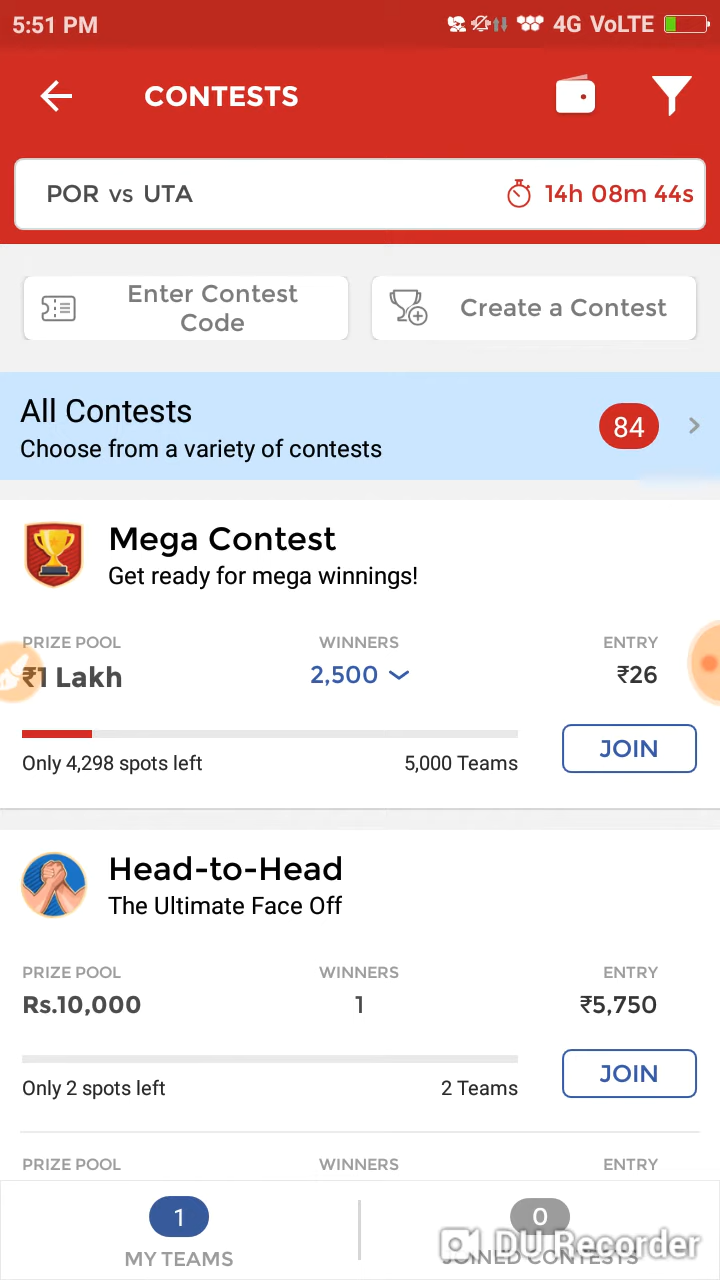 5:51 PM
4G VoLTE
CONTESTS
POR vs UTA
14h 08m 44s
Enter Contest
Code
Create a Contest
All Contests
Choose from a variety of contests
84
Mega Contest
Get ready for mega winnings!
PRIZE POOL WINNERS ENTRY
₹1 Lakh 2,500 ₹26
Only 4,298 spots left 5,000 Teams
JOIN
Head-to-Head
The Ultimate Face Off
PRIZE POOL WINNERS ENTRY
Rs.10,000 1 ₹5,750
Only 2 spots left 2 Teams
JOIN
PRIZE POOL WINNERS ENTRY
1
MY TEAMS
0
JOINED CONTESTS
DU Recorder